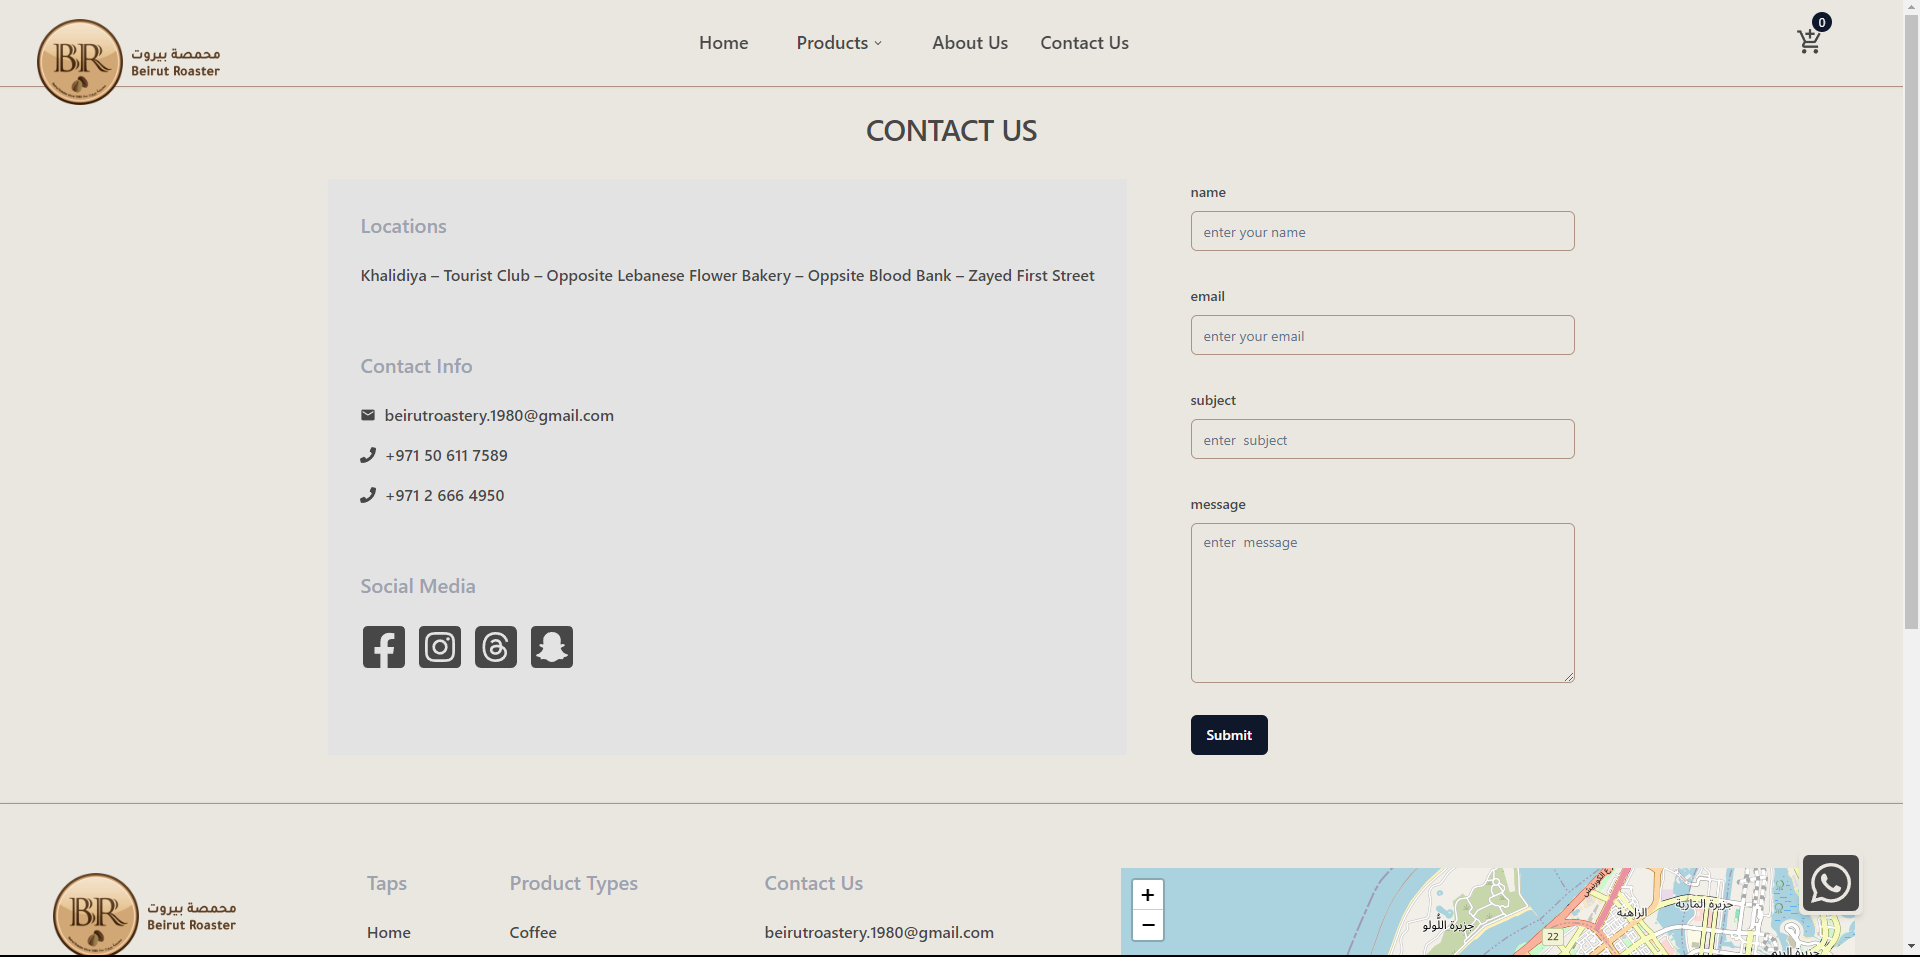 BR
محمصة بيروت
Beirut Roaster
Home
Products
About Us
Contact Us
0
CONTACT US
Locations
Khalidiya – Tourist Club – Opposite Lebanese Flower Bakery – Oppsite Blood Bank – Zayed First Street
Contact Info
beirutroastery.1980@gmail.com
+971 50 611 7589
+971 2 666 4950
Social Media
name
enter your name
email
enter your email
subject
enter  subject
message
enter  message
Submit
BR
محمصة بيروت
Beirut Roaster
Taps
Home
Product Types
Coffee
Contact Us
beirutroastery.1980@gmail.com
+
−
جزيرة اللُّولُو
الزاهية
جزيرة المارية
22